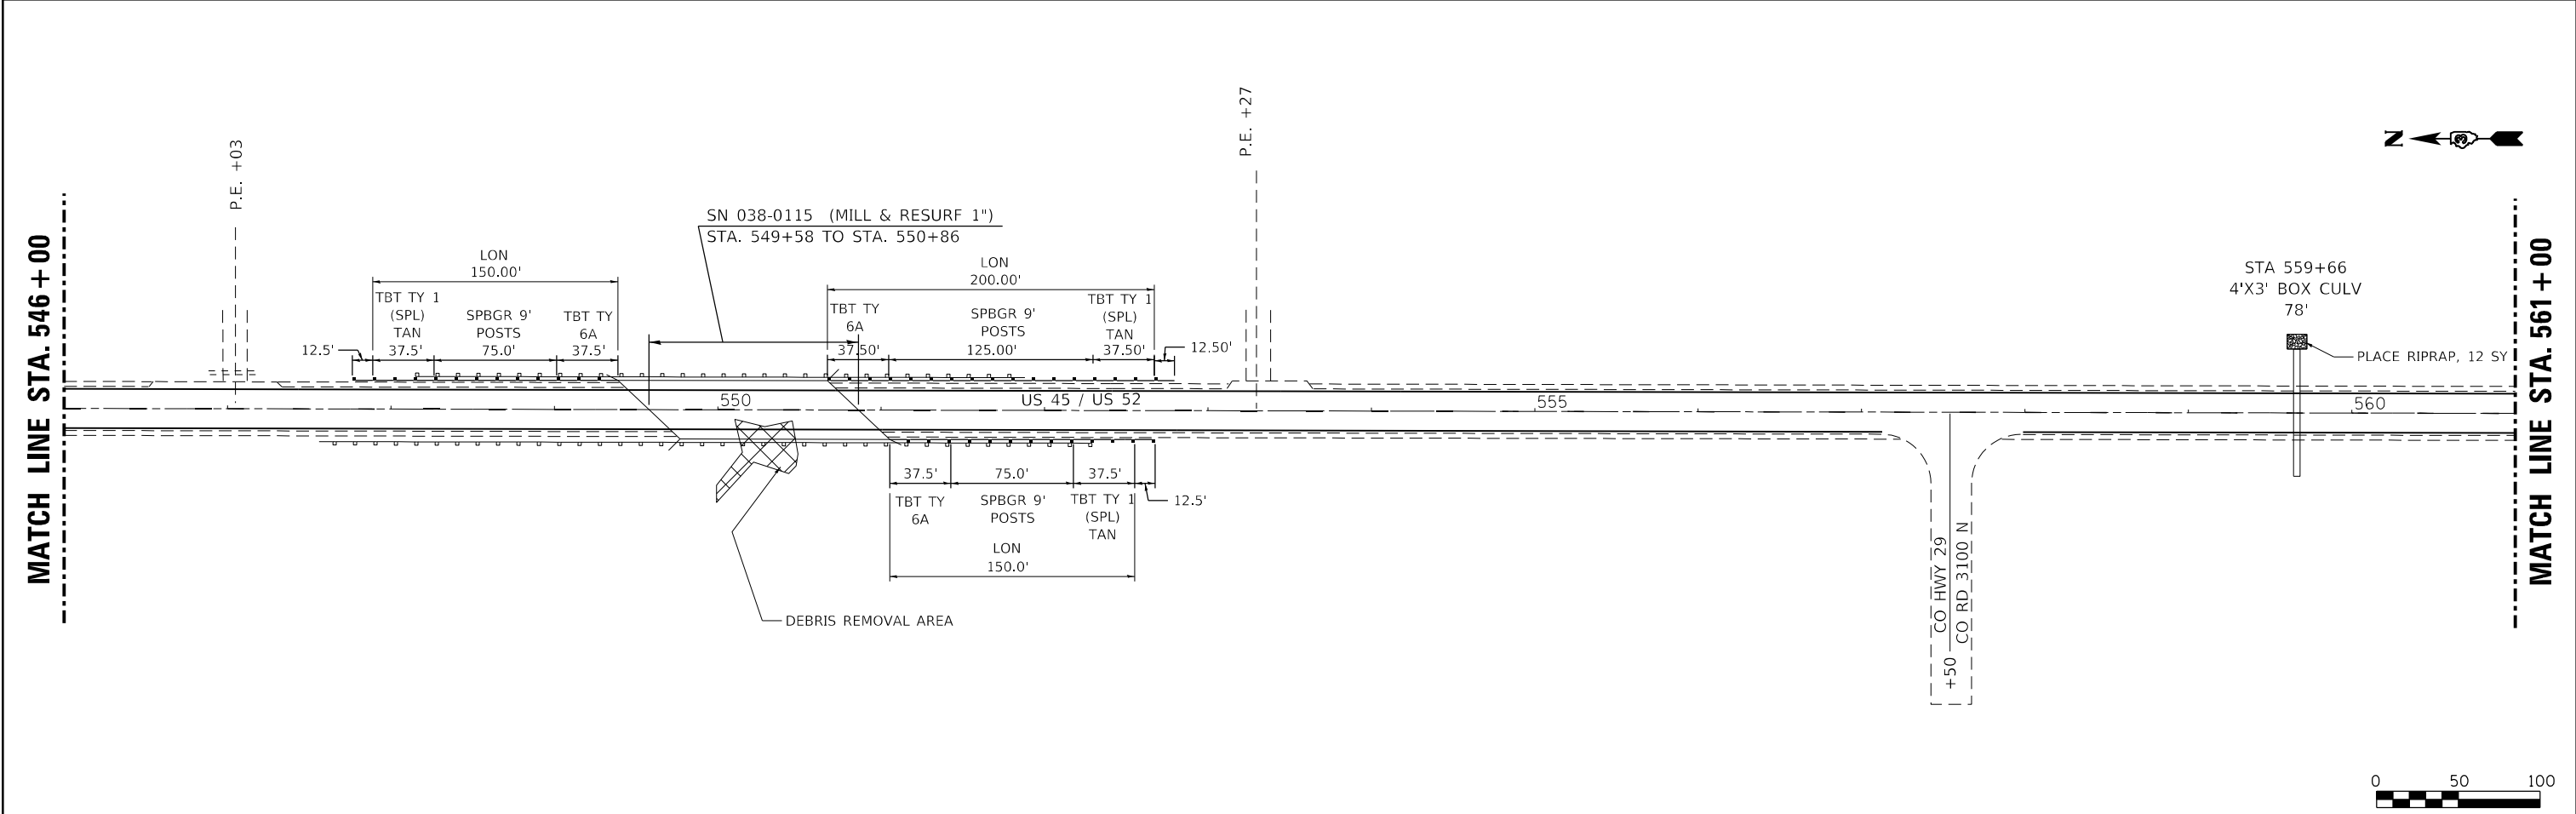 MATCH LINE STA. 546+00
P.E. +03
LON
150.00'
TBT TY 1
(SPL)
TAN
37.5'
SPBGR 9'
POSTS
75.0'
TBT TY
6A
37.5'
12.5'
SN 038-0115 (MILL & RESURF 1")
STA. 549+58 TO STA. 550+86
LON
200.00'
TBT TY
6A
37.50'
SPBGR 9'
POSTS
125.00'
TBT TY 1
(SPL)
TAN
37.50'
12.50'
P.E. +27
N
3
STA 559+66
4'X3' BOX CULV
78'
PLACE RIPRAP, 12 SY
550
US 45 / US 52
555
560
37.5'
75.0'
37.5'
12.5'
TBT TY
6A
SPBGR 9'
POSTS
TBT TY 1
(SPL)
TAN
LON
150.0'
DEBRIS REMOVAL AREA
+50
CO HWY 29
CO RD 3100 N
MATCH LINE STA. 561+00
0 50 100